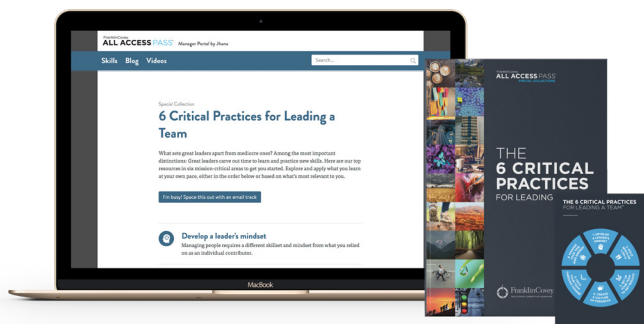 FranklinCovey
ALL ACCESS PASS
Manager Portal by Jhana
Skills Blog Videos
Search...
Special Collection
6 Critical Practices for Leading a
Team
What sets great leaders apart from mediocre ones? Among the most important
distinctions: Great leaders carve out time to learn and practice new skills. Here are our top
resources in six mission-critical areas to get you started. Explore and apply what you learn
at your own pace, either in the order below or based on what's most relevant to you.
I'm busy! Space this out with an email track
Develop a leader's mindset
Managing people requires a different skillset and mindset from what you relied
on as an individual contributor.
MacBook
FranklinCovey
ALL ACCESS PASS
THE
6 CRITICAL
PRACTICES
FOR LEADING
FranklinCovey
THE 6 CRITICAL PRACTICES
FOR LEADING A TEAM